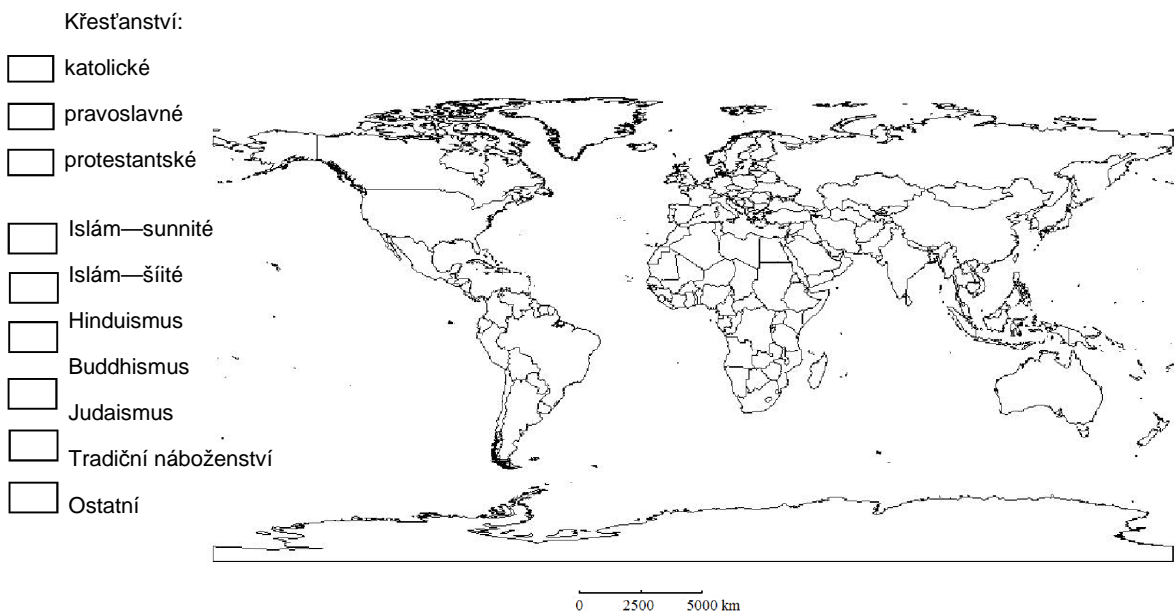 Křesťanství:
katolické
pravoslavné
protestantské
Islám—sunnité
Islám—šíité
Hinduismus
Buddhismus
Judaismus
Tradiční náboženství
Ostatní
0 2500 5000 km